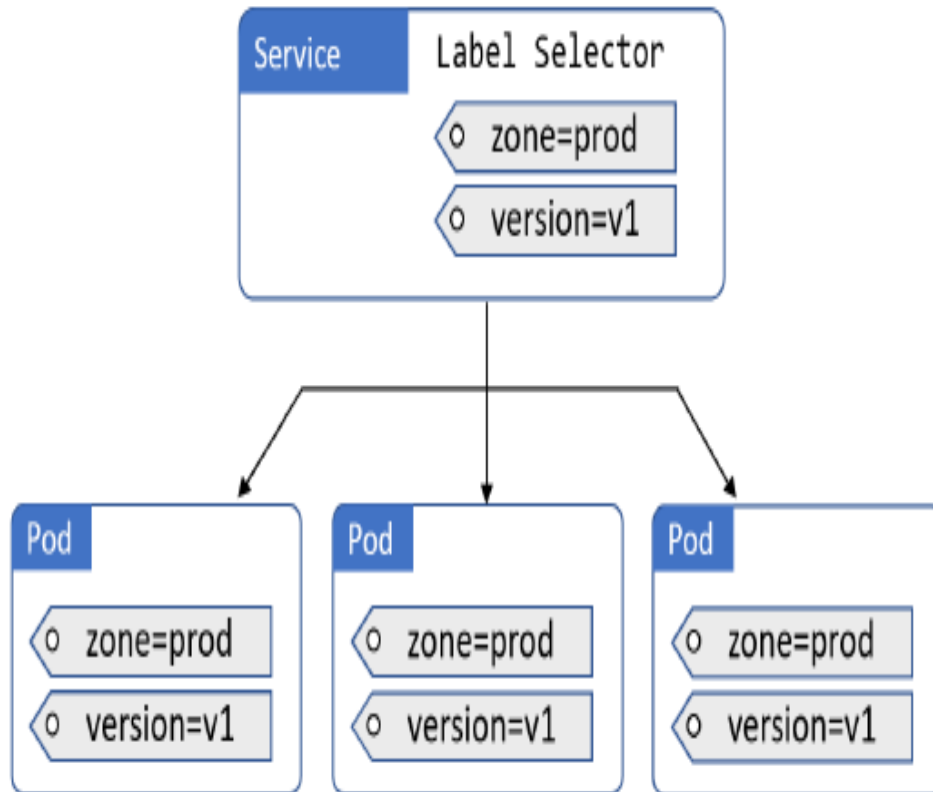 Service
Label Selector
zone=prod
version=v1
Pod
zone=prod
version=v1
Pod
zone=prod
version=v1
Pod
zone=prod
version=v1